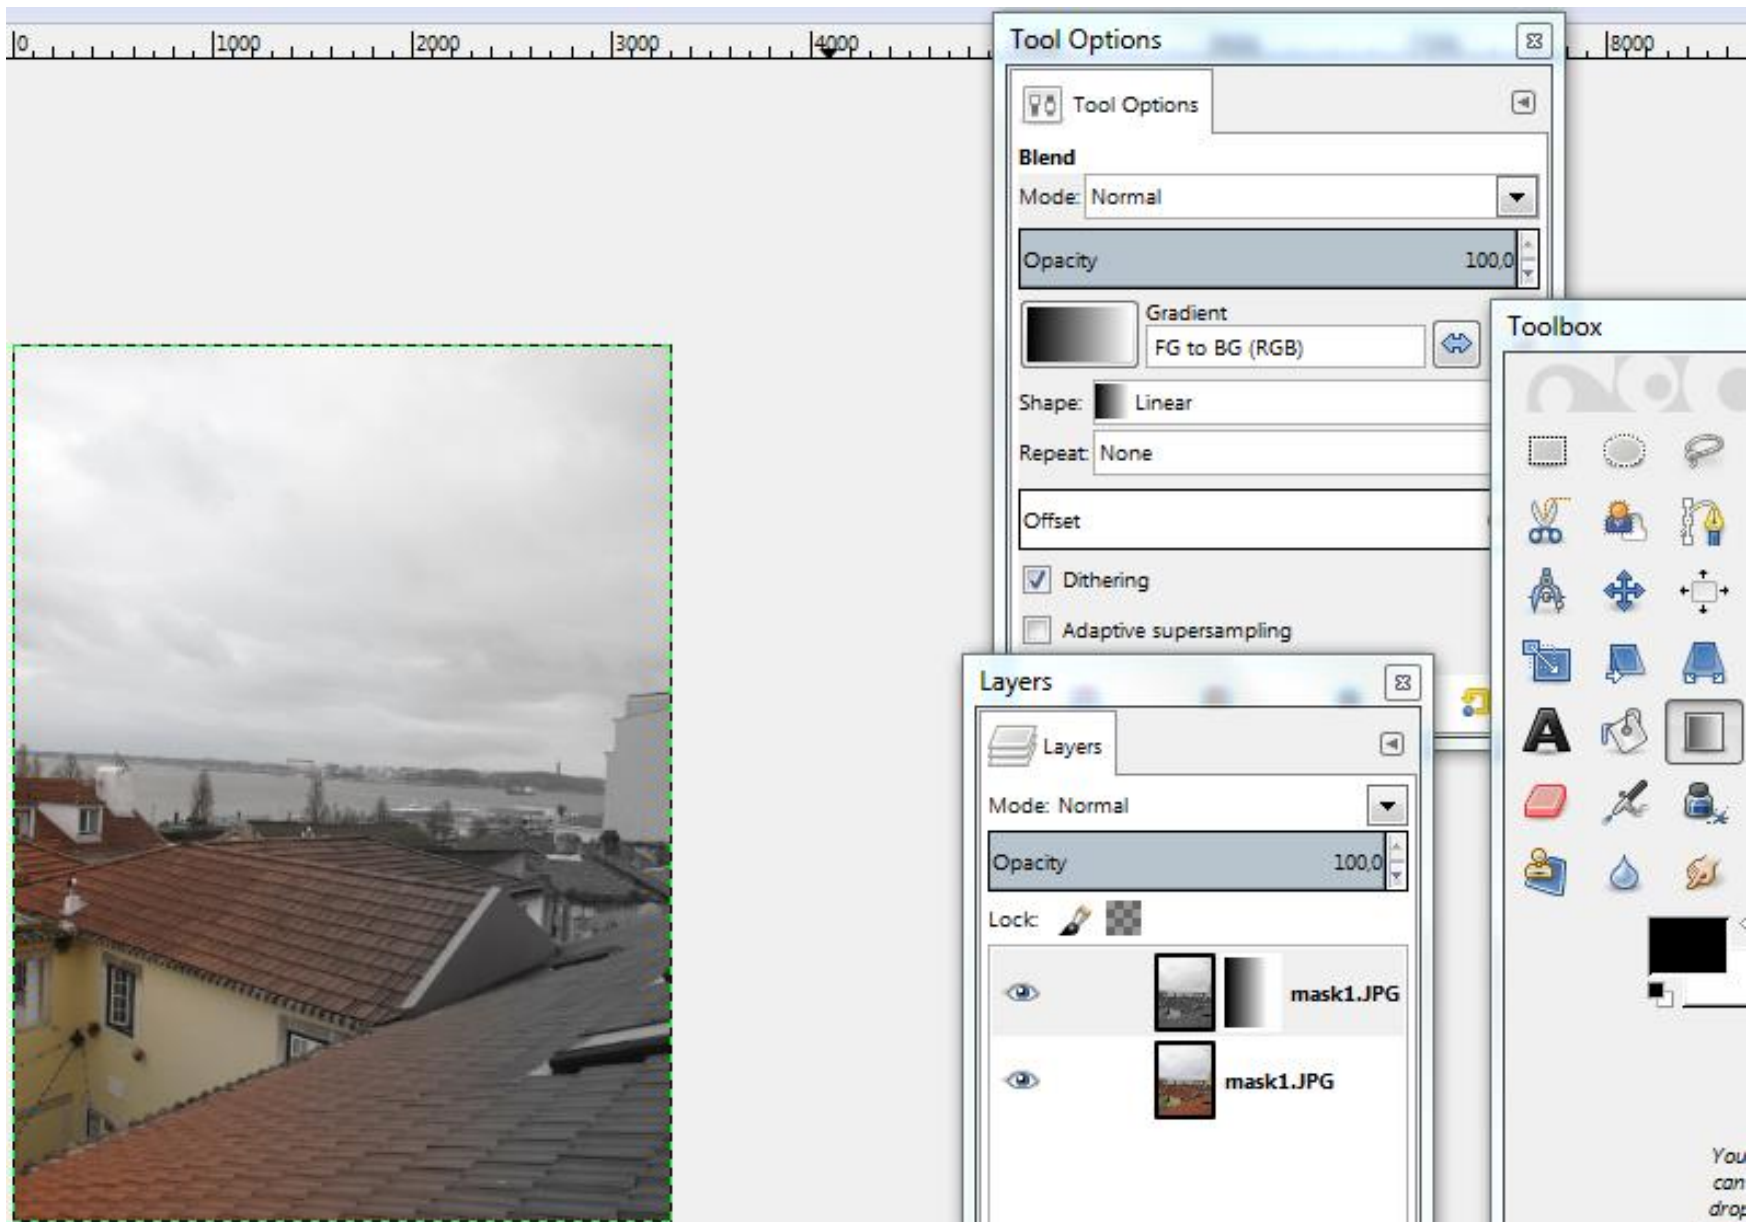 0 1000 2000 3000 4000 8000
Tool Options
Tool Options
Blend
Mode: Normal
Opacity 100,0
Gradient
FG to BG (RGB)
Shape: Linear
Repeat: None
Offset
Dithering
Adaptive supersampling
Toolbox
Layers
Layers
Mode: Normal
Opacity 100,0
Lock:
mask1.JPG
mask1.JPG
You
can
drop